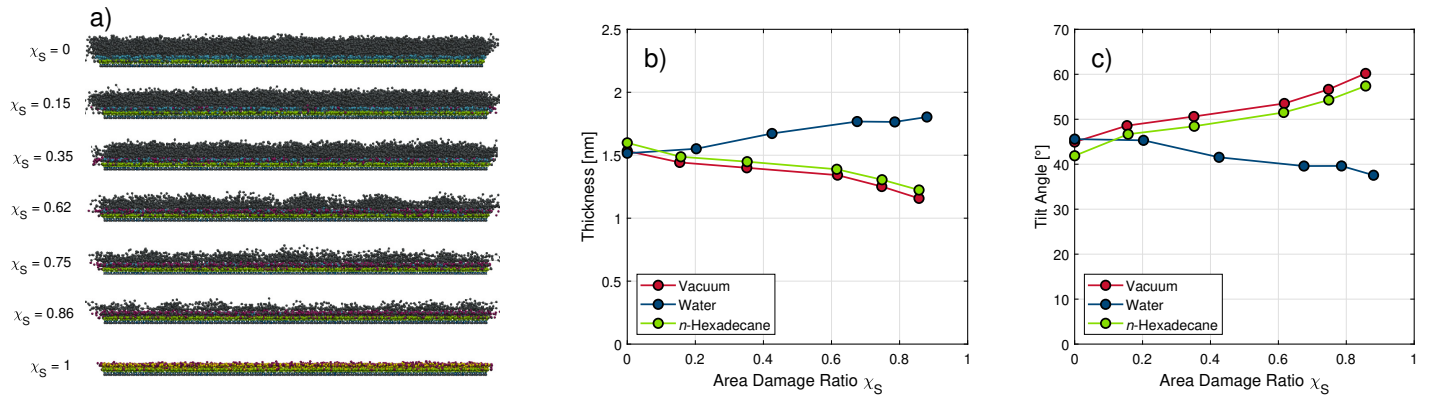 a)
χS = 0
χS = 0.15
χS = 0.35
χS = 0.62
χS = 0.75
χS = 0.86
χS = 1
b)
2.5
2
1.5
1
0.5
0
Thickness [nm]
Vacuum
Water
n-Hexadecane
0 0.2 0.4 0.6 0.8 1
Area Damage Ratio χS
c)
70
60
50
40
30
20
10
0
Tilt Angle [°]
Vacuum
Water
n-Hexadecane
0 0.2 0.4 0.6 0.8 1
Area Damage Ratio χS